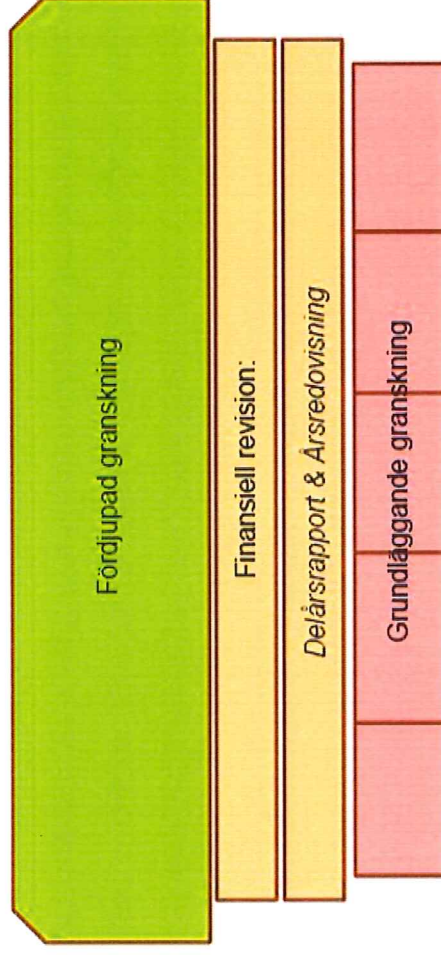 Fördjupad granskning
Finansiell revision:
Delårsrapport & Årsredovisning
Grundläggande granskning